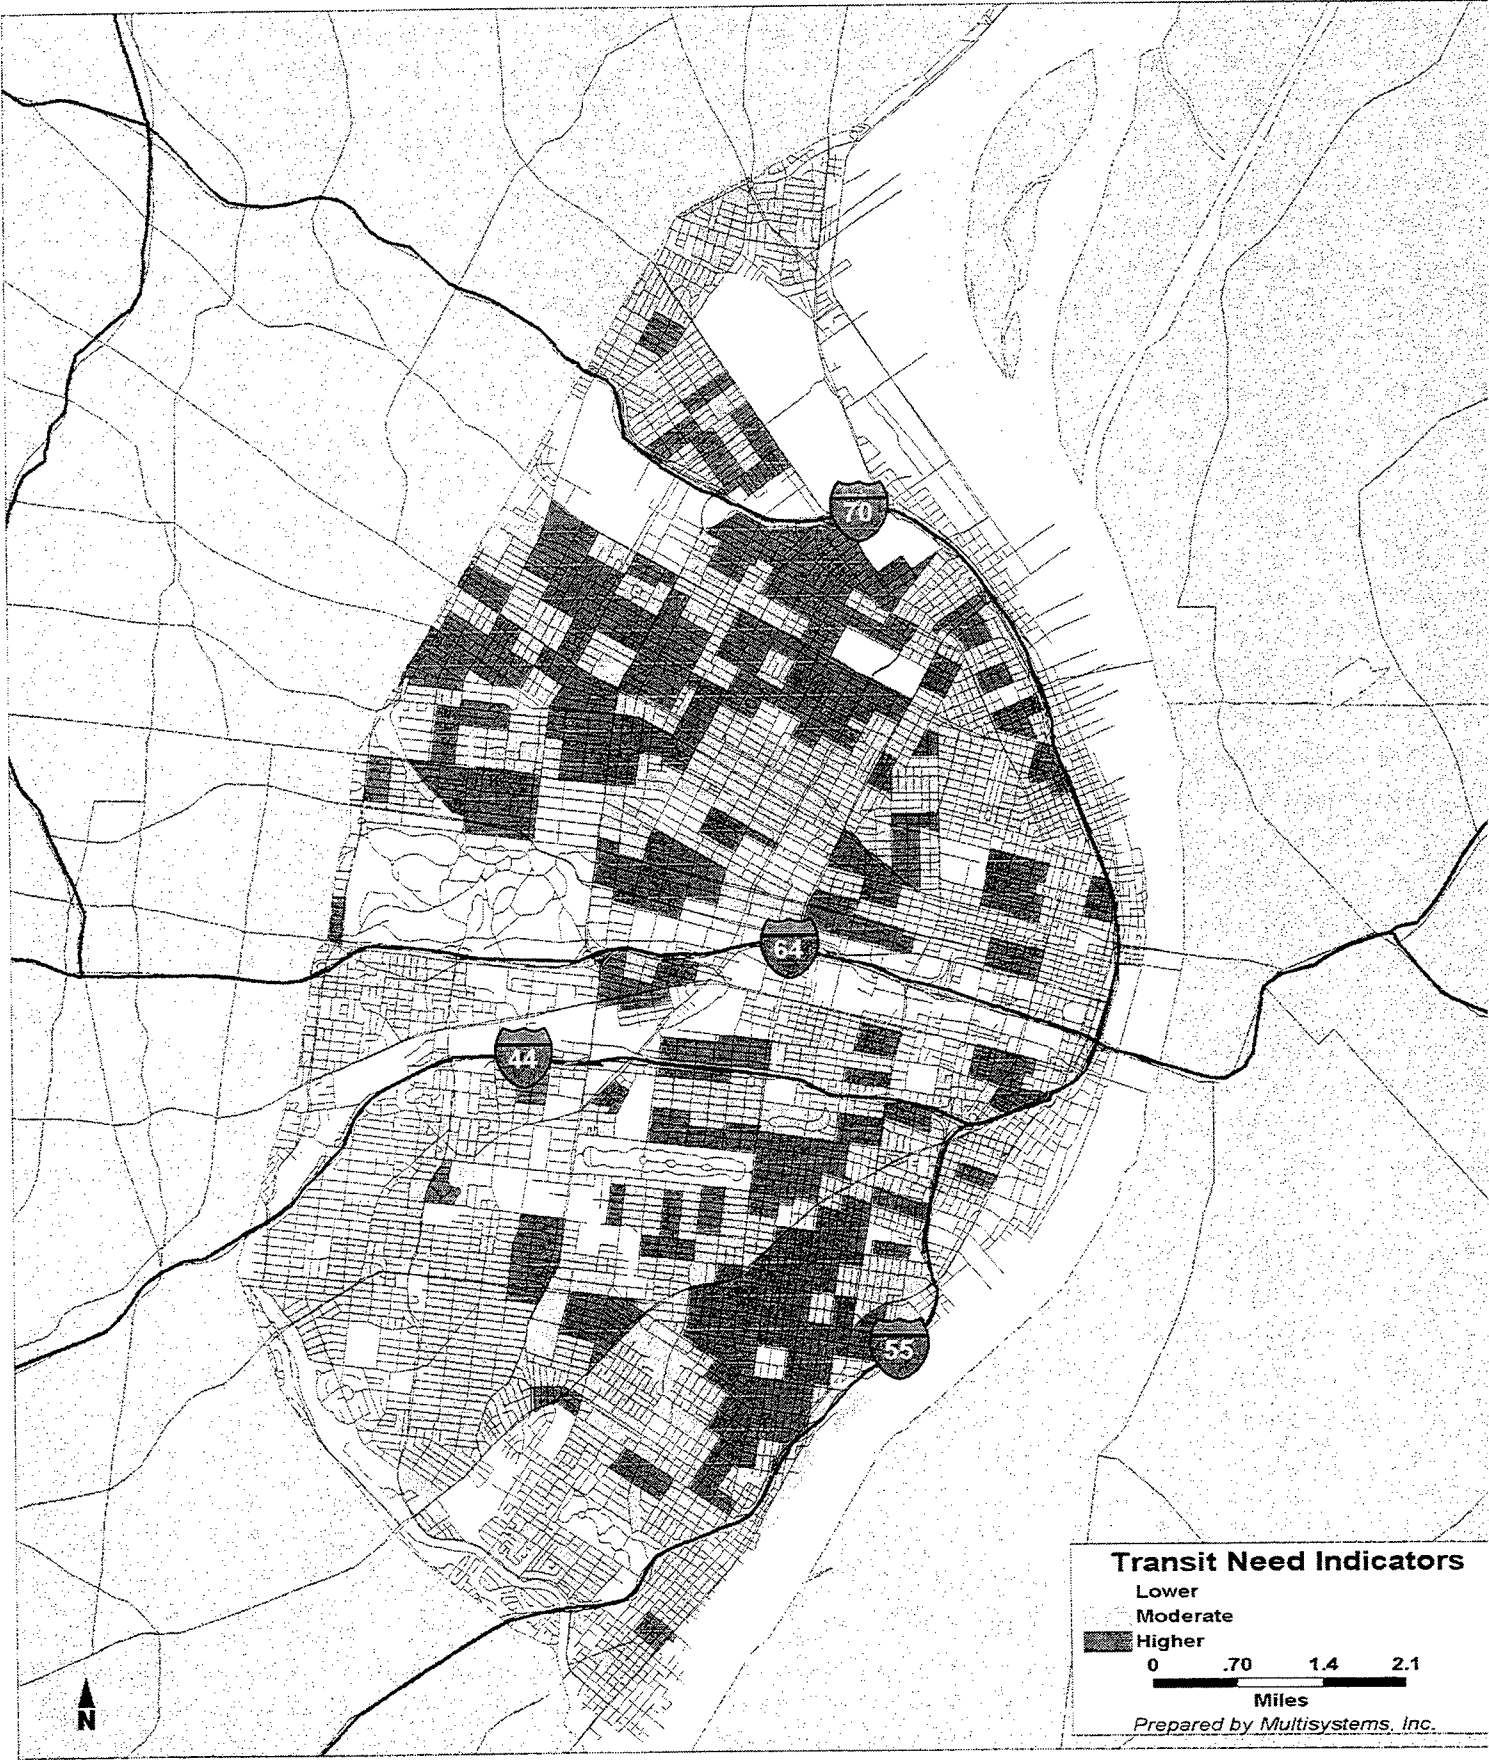 70
64
44
55
Transit Need Indicators
Lower
Moderate
Higher
0 .70 1.4 2.1
Miles
Prepared by Multisystems, Inc.
N